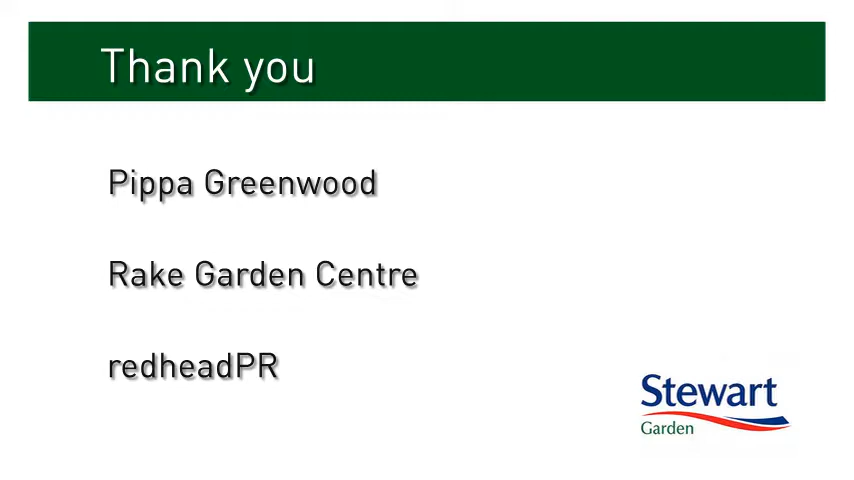 Thank you
Pippa Greenwood
Rake Garden Centre
redheadPR
Stewart
Garden